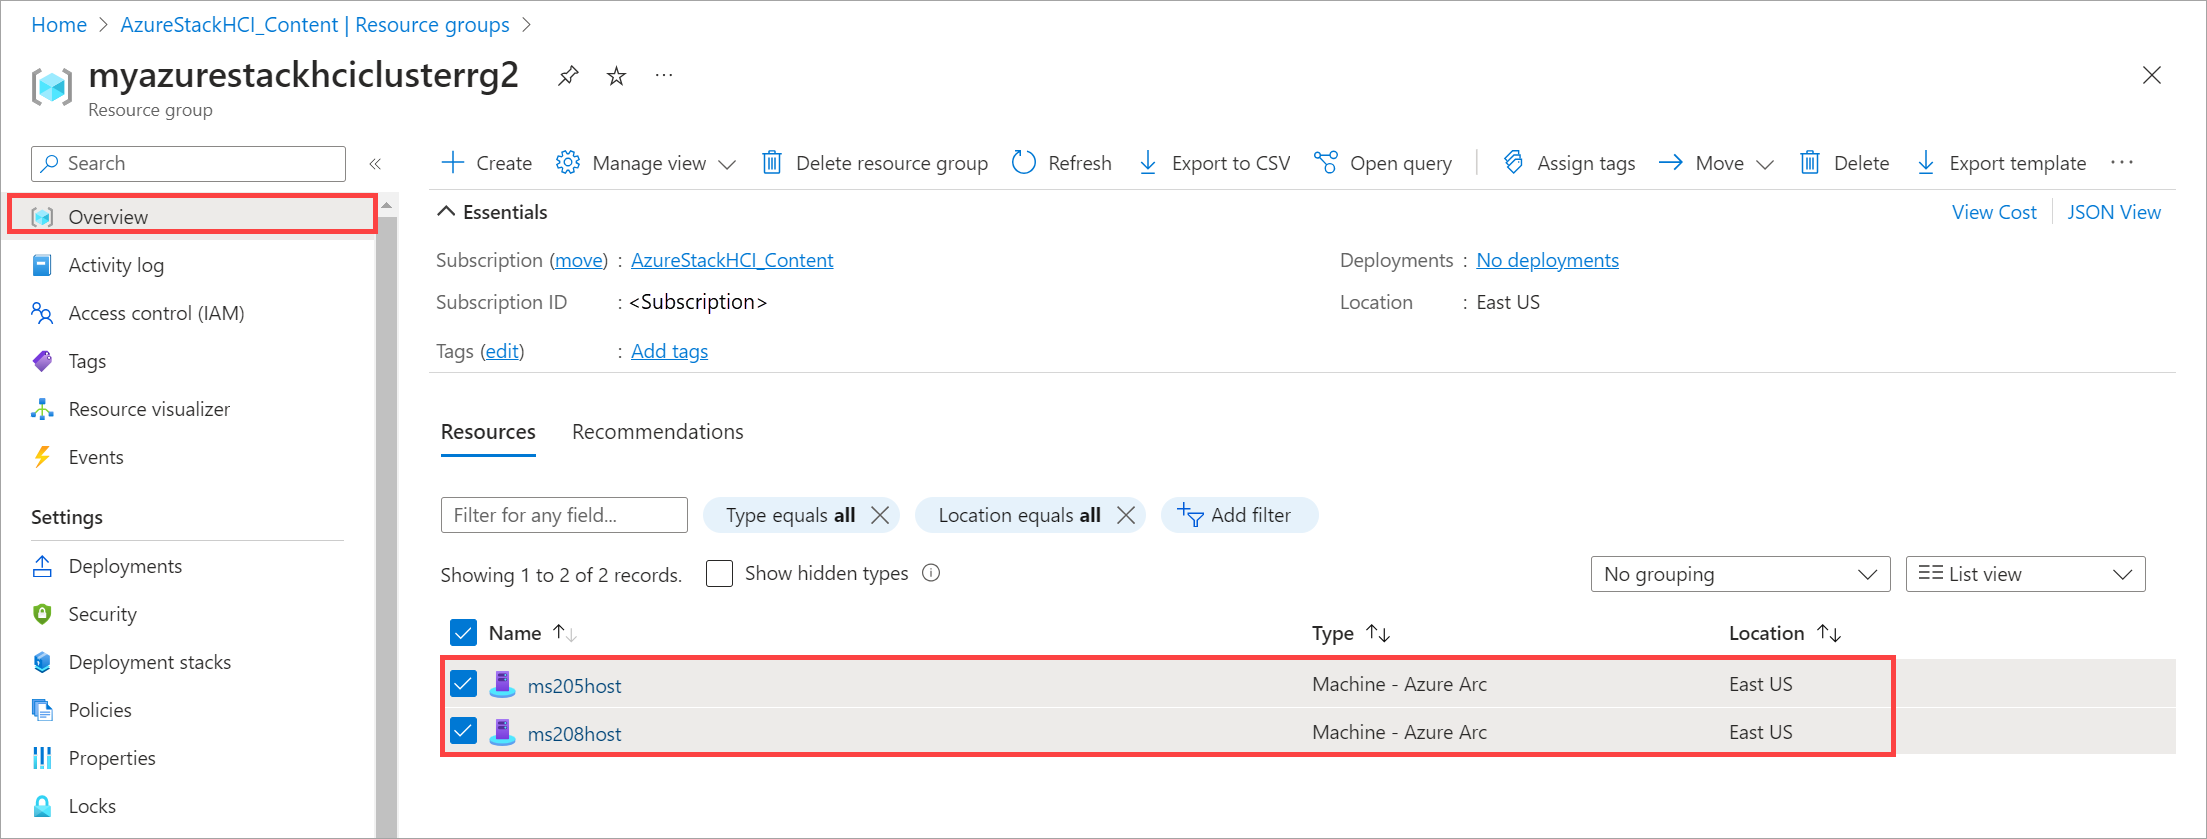 Home > AzureStackHCI_Content | Resource groups >
myazurestackhciclusterrg2 ...
Resource group
Search «
Create Manage view Delete resource group Refresh Export to CSV Open query Assign tags Move Delete Export template ...
Overview
Activity log
Access control (IAM)
Tags
Resource visualizer
Events
Settings
Deployments
Security
Deployment stacks
Policies
Properties
Locks
Essentials View Cost JSON View
Subscription (move) : AzureStackHCI_Content Deployments : No deployments
Subscription ID : <Subscription> Location : East US
Tags (edit) : Add tags
Resources Recommendations
Filter for any field... Type equals all Location equals all Add filter
Showing 1 to 2 of 2 records. Show hidden types No grouping List view
Name Type Location
ms205host Machine - Azure Arc East US
ms208host Machine - Azure Arc East US